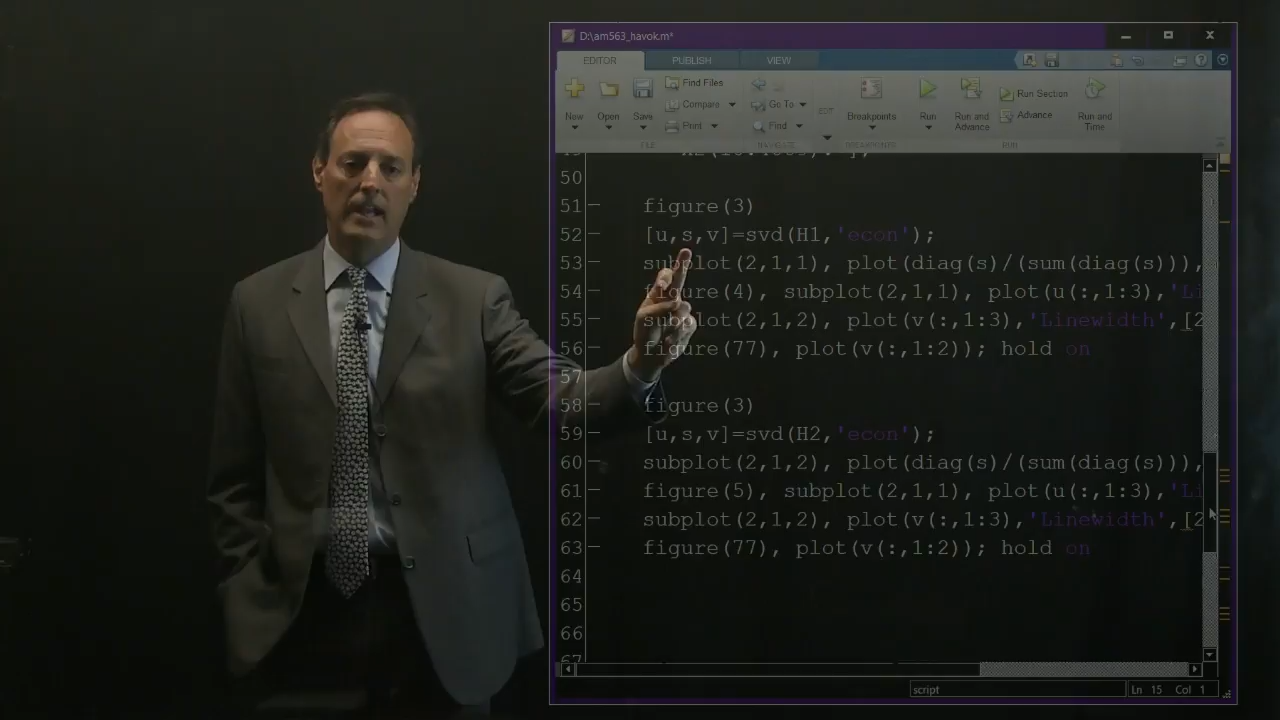 D:\am563_havok.m*
EDITOR PUBLISH VIEW
New Open Save Find Files Compare Print Go To Find Breakpoints Run Run and Advance Run Section Advance Run and Time
FILE NAVIGATE BREAKPOINTS RUN
50
51 figure(3)
52 [u,s,v]=svd(H1,'econ');
53 subplot(2,1,1), plot(diag(s)/(sum(diag(s))),
54 figure(4), subplot(2,1,1), plot(u(:,1:3),'Li
55 subplot(2,1,2), plot(v(:,1:3),'Linewidth',[2
56 figure(77), plot(v(:,1:2)); hold on
57
58 figure(3)
59 [u,s,v]=svd(H2,'econ');
60 subplot(2,1,2), plot(diag(s)/(sum(diag(s))),
61 figure(5), subplot(2,1,1), plot(u(:,1:3),'Li
62 subplot(2,1,2), plot(v(:,1:3),'Linewidth',[2
63 figure(77), plot(v(:,1:2)); hold on
64
65
66
67
script Ln 15 Col 1